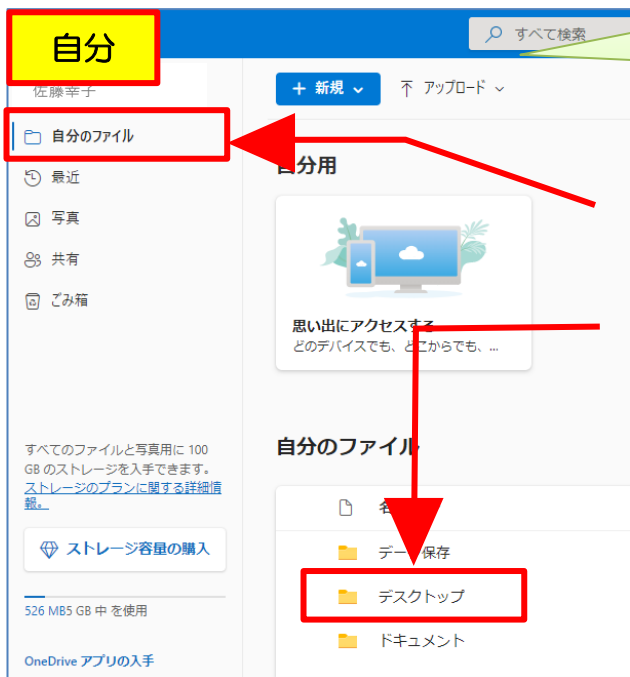 自分
すべて検索
佐藤幸子
＋ 新規
アップロード
自分のファイル
最近
写真
共有
ごみ箱
自分用
思い出にアクセスする
どのデバイスでも、どこからでも、...
すべてのファイルと写真用に 100
GB のストレージを入手できます。
ストレージのプランに関する詳細情
報。
ストレージ容量の購入
526 MB5 GB 中 を使用
OneDrive アプリの入手
自分のファイル
データ保存
デスクトップ
ドキュメント